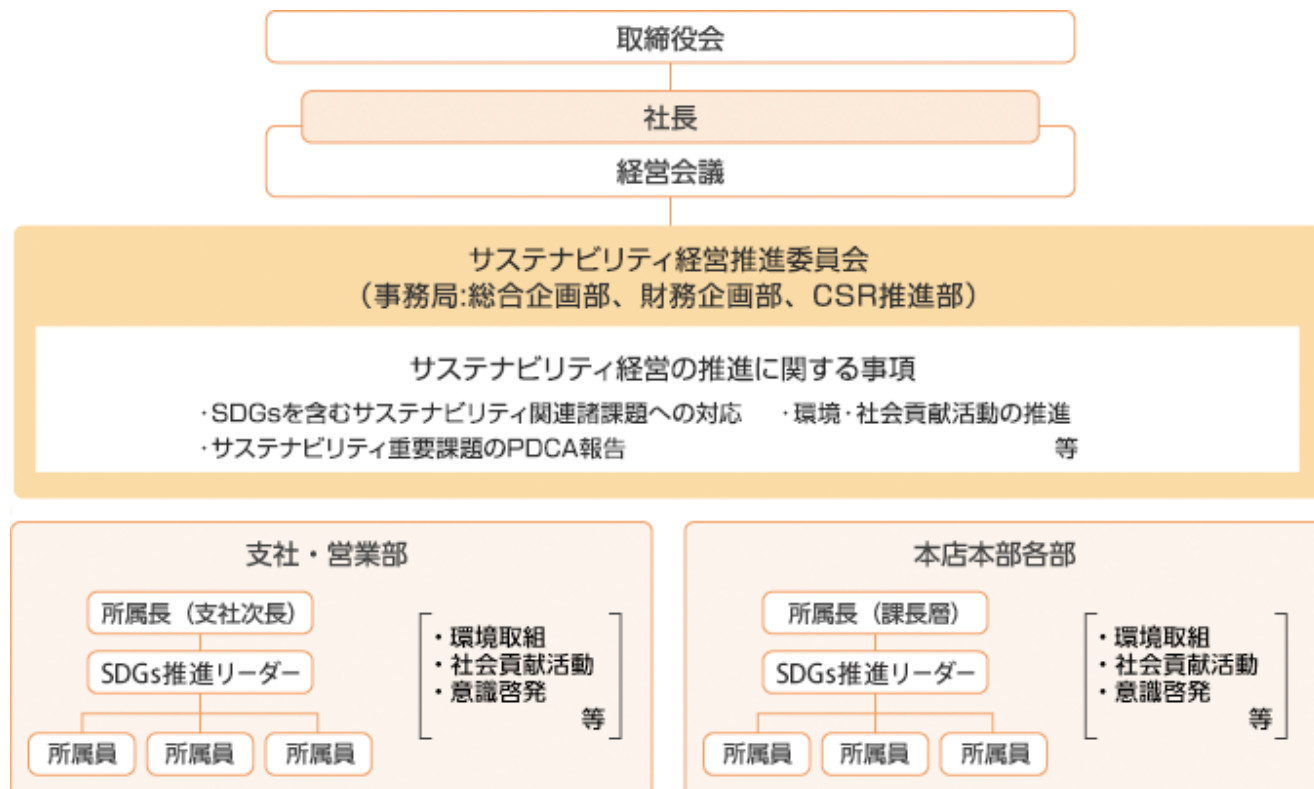 取締役会
社長
経営会議
サステナビリティ経営推進委員会
（事務局:総合企画部、財務企画部、CSR推進部）
サステナビリティ経営の推進に関する事項
・SDGsを含むサステナビリティ関連諸課題への対応　・環境・社会貢献活動の推進
・サステナビリティ重要課題のPDCA報告　等
支社・営業部
所属長（支社次長）
SDGs推進リーダー
所属員 所属員 所属員
・環境取組
・社会貢献活動
・意識啓発
等
本店本部各部
所属長（課長層）
SDGs推進リーダー
所属員 所属員 所属員
・環境取組
・社会貢献活動
・意識啓発
等